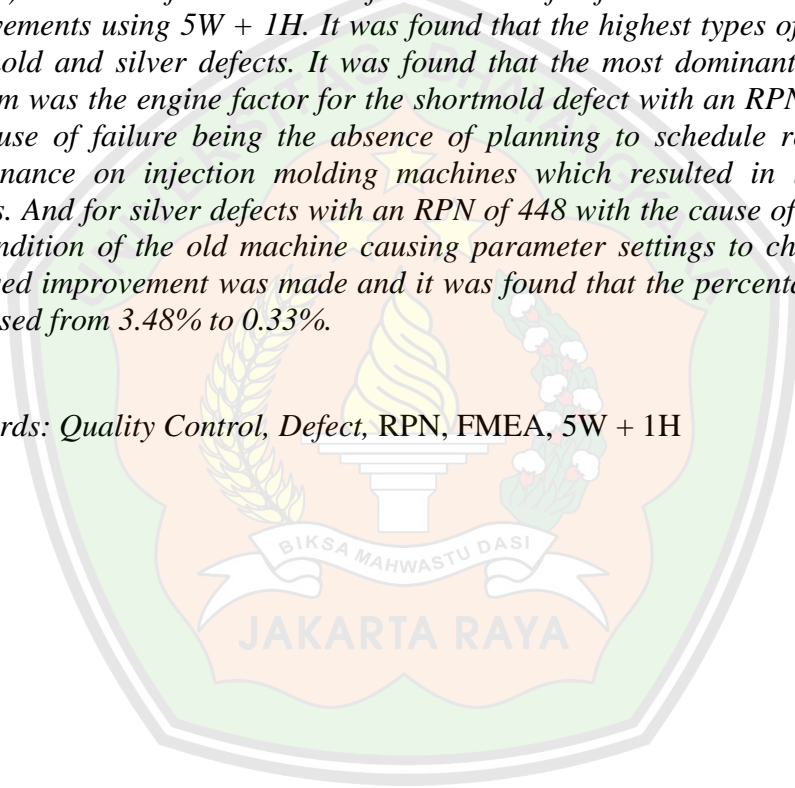 vements using 5W + 1H. It was found that the highest types of
old and silver defects. It was found that the most dominant
m was the engine factor for the shortmold defect with an RPN
use of failure being the absence of planning to schedule r
nance on injection molding machines which resulted in
s. And for silver defects with an RPN of 448 with the cause of
ndition of the old machine causing parameter settings to ch
ed improvement was made and it was found that the percent
sed from 3.48% to 0.33%.
rds: Quality Control, Defect, RPN, FMEA, 5W + 1H
UNIVERSITAS BHAYANGKARA
BIKSA MAHWASTU DASI
JAKARTA RAYA